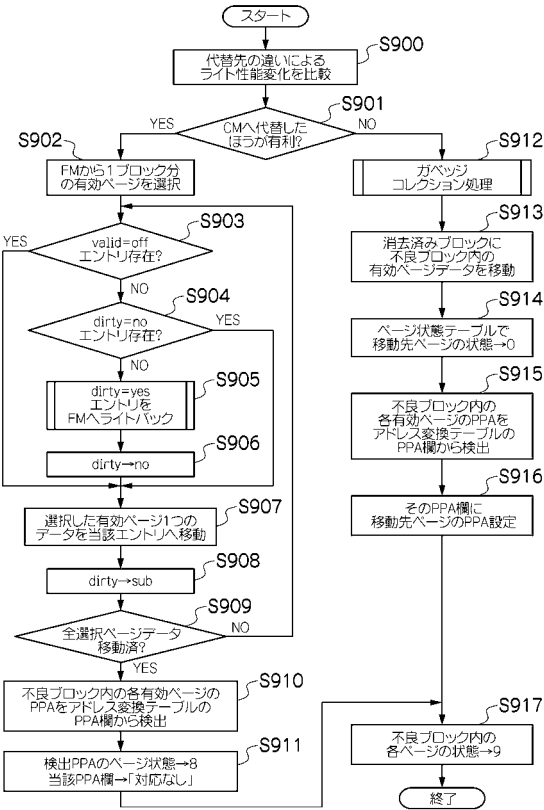 スタート
S900
代替先の違いによる
ライト性能変化を比較
S901
CMへ代替した
ほうが有利?
YES
NO
S902
FMから1ブロック分
の有効ページを選択
S903
valid=off
エントリ存在?
YES
NO
S904
dirty=no
エントリ存在?
YES
NO
S905
dirty=yes
エントリを
FMへライトバック
S906
dirty→no
S907
選択した有効ページ1つの
データを当該エントリへ移動
S908
dirty→sub
S909
全選択ページデータ
移動済?
NO
YES
S910
不良ブロック内の各有効ページの
PPAをアドレス変換テーブルの
PPA欄から検出
S911
検出PPAのページ状態→8
当該PPA欄→「対応なし」
S912
ガベッジ
コレクション処理
S913
消去済みブロックに
不良ブロック内の
有効ページデータを移動
S914
ページ状態テーブルで
移動先ページの状態→0
S915
不良ブロック内の
各有効ページのPPAを
アドレス変換テーブルの
PPA欄から検出
S916
そのPPA欄に
移動先ページのPPA設定
S917
不良ブロック内の
各ページの状態→9
終了